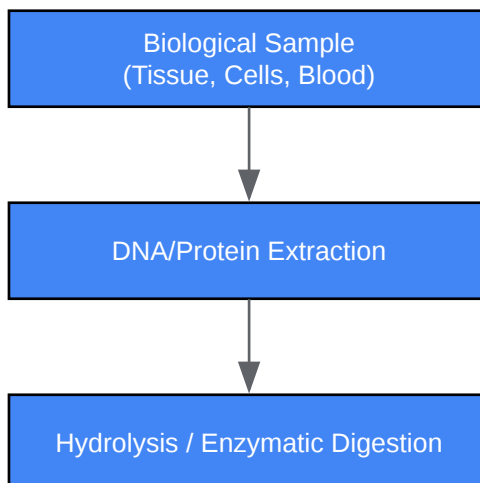 Biological Sample
(Tissue, Cells, Blood)
DNA/Protein Extraction
Hydrolysis / Enzymatic Digestion